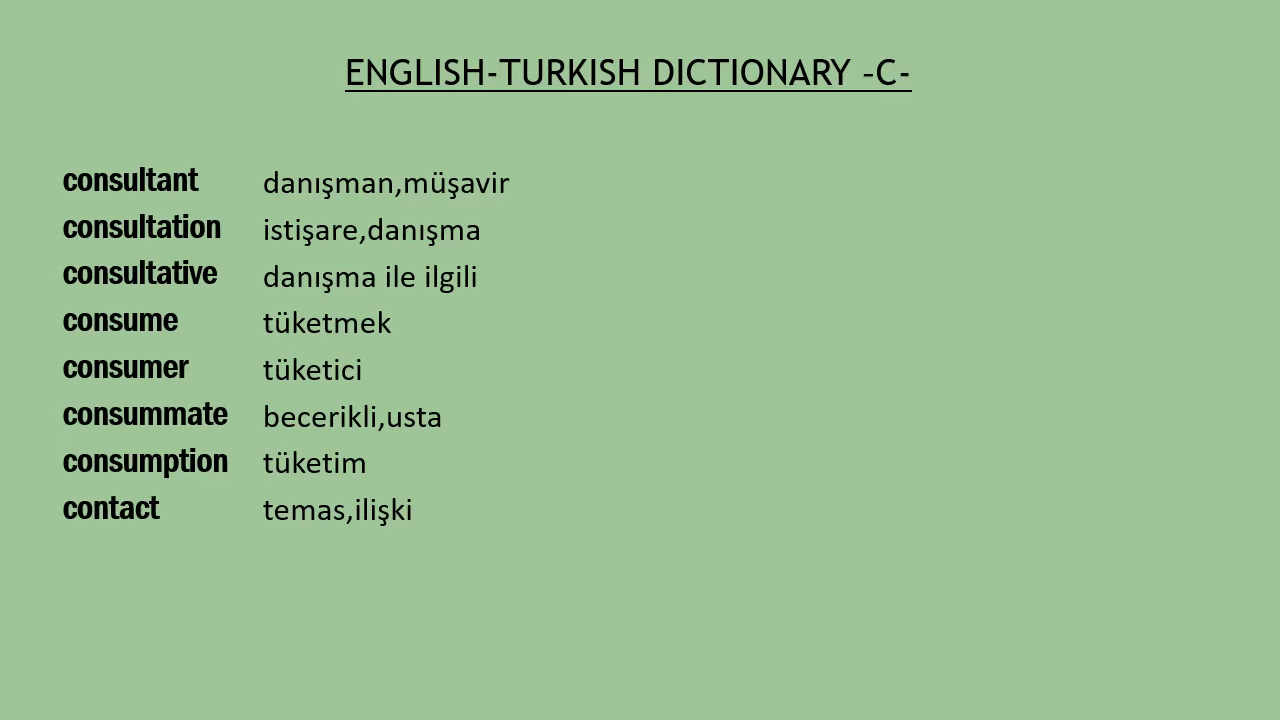 ENGLISH-TURKISH DICTIONARY –C-
consultant danışman,müşavir
consultation istişare,danışma
consultative danışma ile ilgili
consume tüketmek
consumer tüketici
consummate becerikli,usta
consumption tüketim
contact temas,ilişki